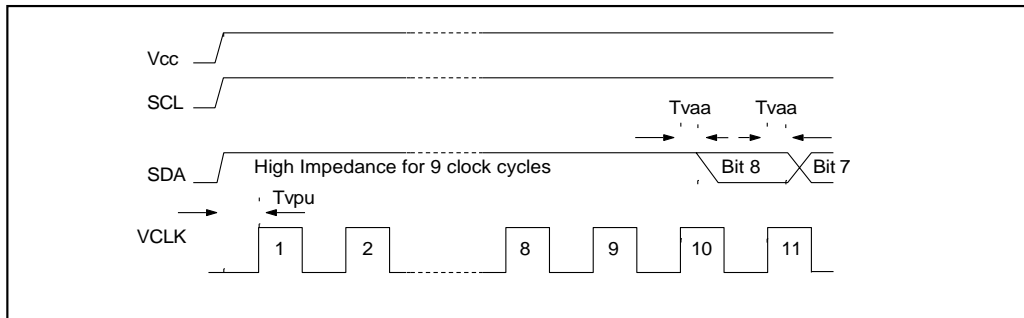 Vcc
SCL
Tvaa Tvaa
SDA High Impedance for 9 clock cycles Bit 8 Bit 7
Tvpu
VCLK
1 2 8 9 10 11